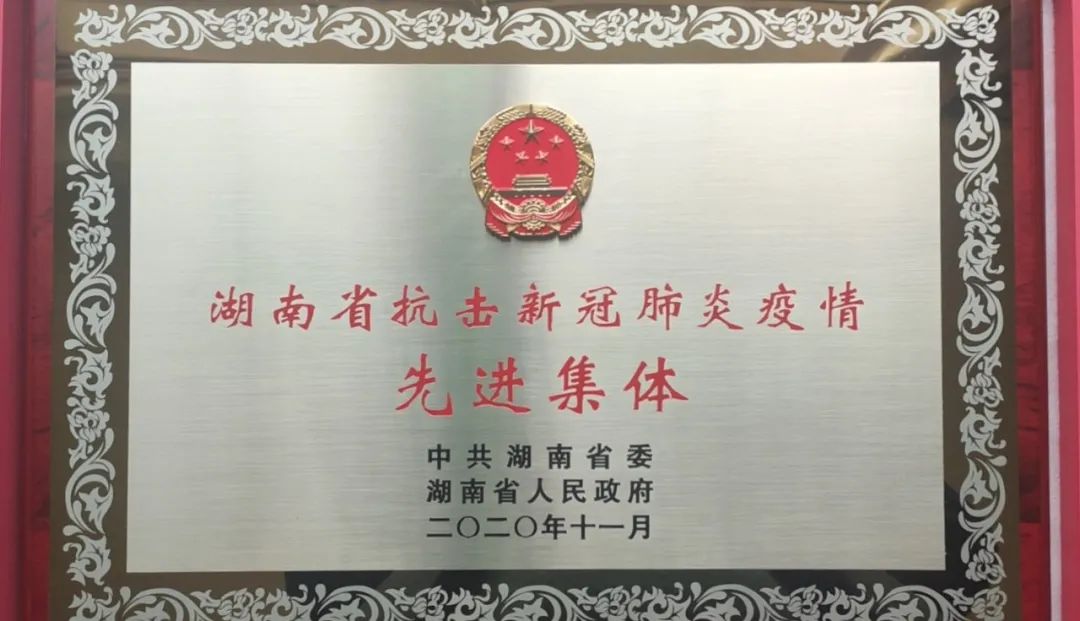 湖南省抗击新冠肺炎疫情
先进集体
中共湖南省委
湖南省人民政府
二〇二〇年十一月